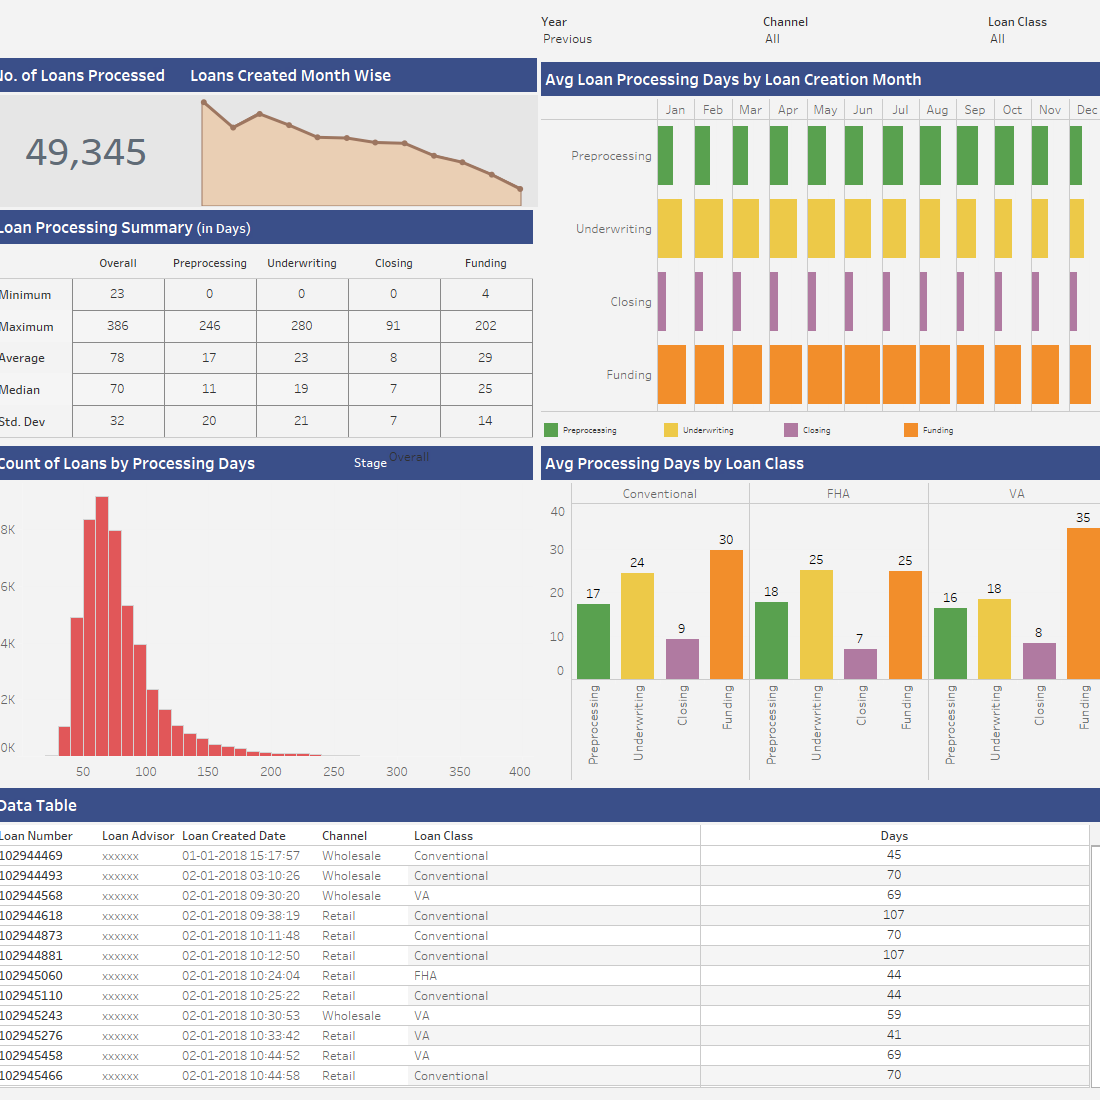 Year Channel Loan Class
Previous All All
No. of Loans Processed Loans Created Month Wise
49,345
Loan Processing Summary (in Days)
Overall Preprocessing Underwriting Closing Funding
Minimum 23 0 0 0 4
Maximum 386 246 280 91 202
Average 78 17 23 8 29
Median 70 11 19 7 25
Std. Dev 32 20 21 7 14
Avg Loan Processing Days by Loan Creation Month
Jan Feb Mar Apr May Jun Jul Aug Sep Oct Nov Dec
Preprocessing
Underwriting
Closing
Funding
Preprocessing Underwriting Closing Funding
Count of Loans by Processing Days Stage Overall
8K
6K
4K
2K
0K
50 100 150 200 250 300 350 400
Avg Processing Days by Loan Class
Conventional FHA VA
40
30
20
10
0
17 24 9 30 18 25 7 25 16 18 8 35
Preprocessing Underwriting Closing Funding Preprocessing Underwriting Closing Funding Preprocessing Underwriting Closing Funding
Data Table
Loan Number Loan Advisor Loan Created Date Channel Loan Class Days
102944469 xxxxxx 01-01-2018 15:17:57 Wholesale Conventional 45
102944493 xxxxxx 02-01-2018 03:10:26 Wholesale Conventional 70
102944568 xxxxxx 02-01-2018 09:30:20 Wholesale VA 69
102944618 xxxxxx 02-01-2018 09:38:19 Retail Conventional 107
102944873 xxxxxx 02-01-2018 10:11:48 Retail Conventional 70
102944881 xxxxxx 02-01-2018 10:12:50 Retail Conventional 107
102945060 xxxxxx 02-01-2018 10:24:04 Retail FHA 44
102945110 xxxxxx 02-01-2018 10:25:22 Retail Conventional 44
102945243 xxxxxx 02-01-2018 10:30:53 Wholesale VA 59
102945276 xxxxxx 02-01-2018 10:33:42 Retail VA 41
102945458 xxxxxx 02-01-2018 10:44:52 Retail VA 69
102945466 xxxxxx 02-01-2018 10:44:58 Retail Conventional 70